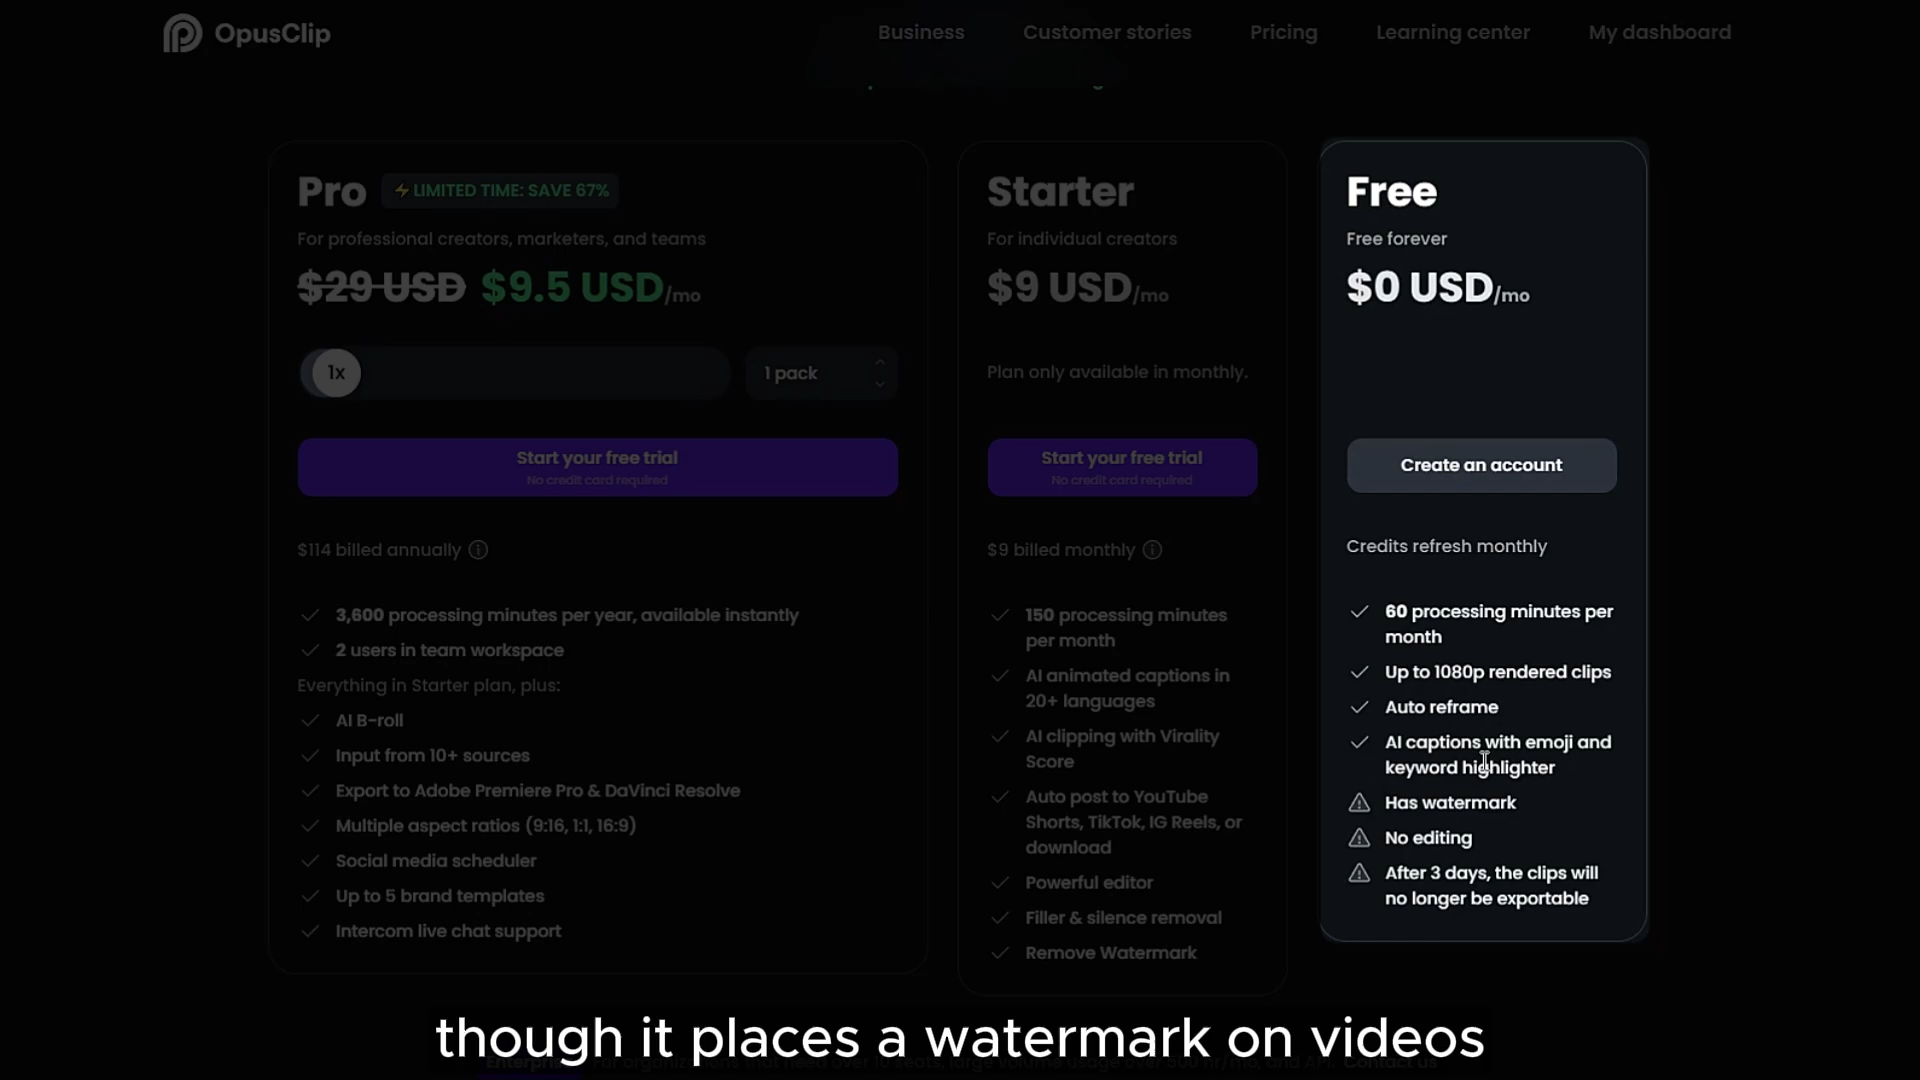 OpusClip
Business
Customer stories
Pricing
Learning center
My dashboard
Pro
LIMITED TIME: SAVE 67%
For professional creators, marketers, and teams
$29 USD $9.5 USD/mo
1x
1 pack
Start your free trial
No credit card required
$114 billed annually
3,600 processing minutes per year, available instantly
2 users in team workspace
Everything in Starter plan, plus:
AI B-roll
Input from 10+ sources
Export to Adobe Premiere Pro & DaVinci Resolve
Multiple aspect ratios (9:16, 1:1, 16:9)
Social media scheduler
Up to 5 brand templates
Intercom live chat support
Starter
For individual creators
$9 USD/mo
Plan only available in monthly.
Start your free trial
No credit card required
$9 billed monthly
150 processing minutes
per month
AI animated captions in
20+ languages
AI clipping with Virality
Score
Auto post to YouTube
Shorts, TikTok, IG Reels, or
download
Powerful editor
Filler & silence removal
Remove Watermark
Free
Free forever
$0 USD/mo
Create an account
Credits refresh monthly
60 processing minutes per
month
Up to 1080p rendered clips
Auto reframe
AI captions with emoji and
keyword highlighter
Has watermark
No editing
After 3 days, the clips will
no longer be exportable
though it places a watermark on videos